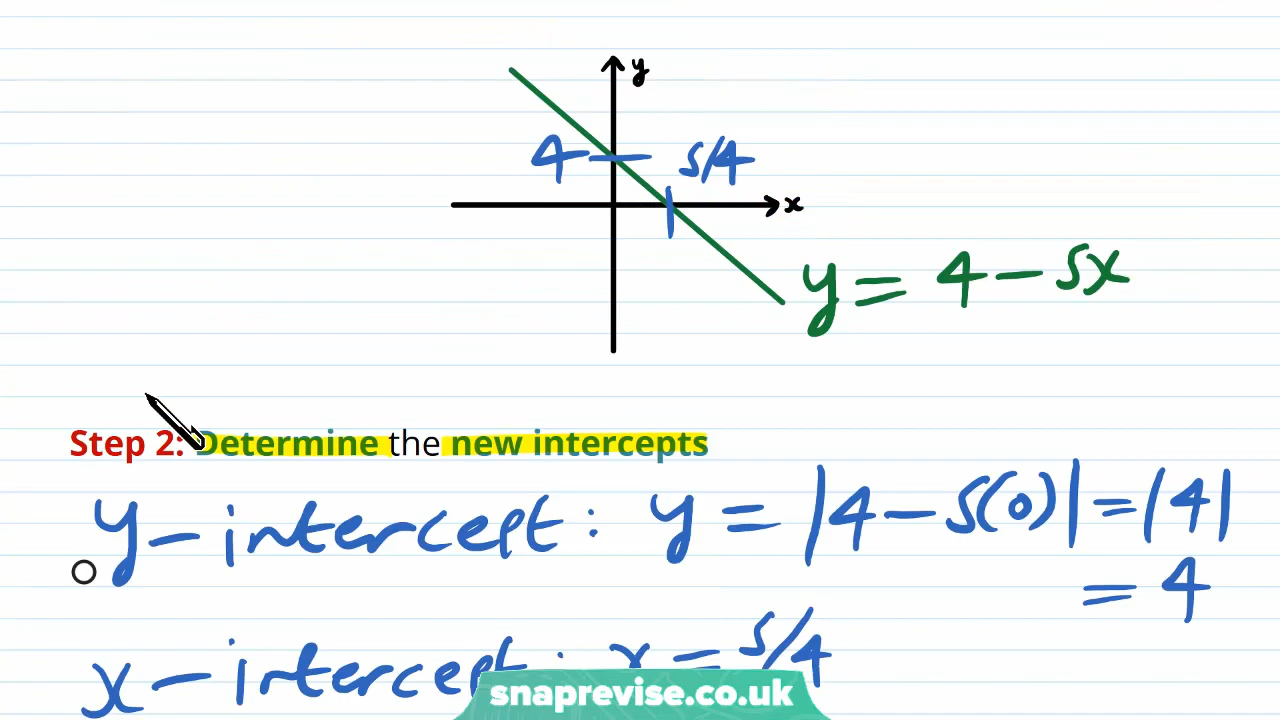 y
4 5/4
x
y = 4 - 5x
Step 2: Determine the new intercepts
y - intercept: y = |4 - 5(0)| = |4|
= 4
x - intercept: x = 5/4
snaprevise.co.uk